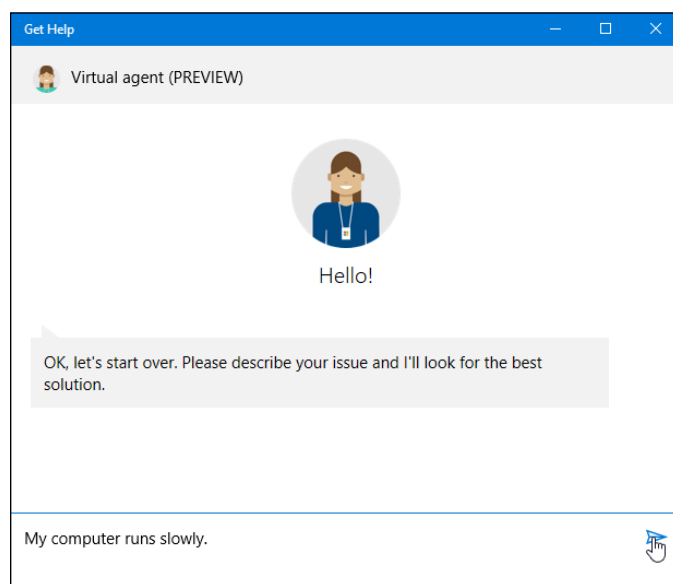 Get Help
Virtual agent (PREVIEW)
Hello!
OK, let's start over. Please describe your issue and I'll look for the best
solution.
My computer runs slowly.